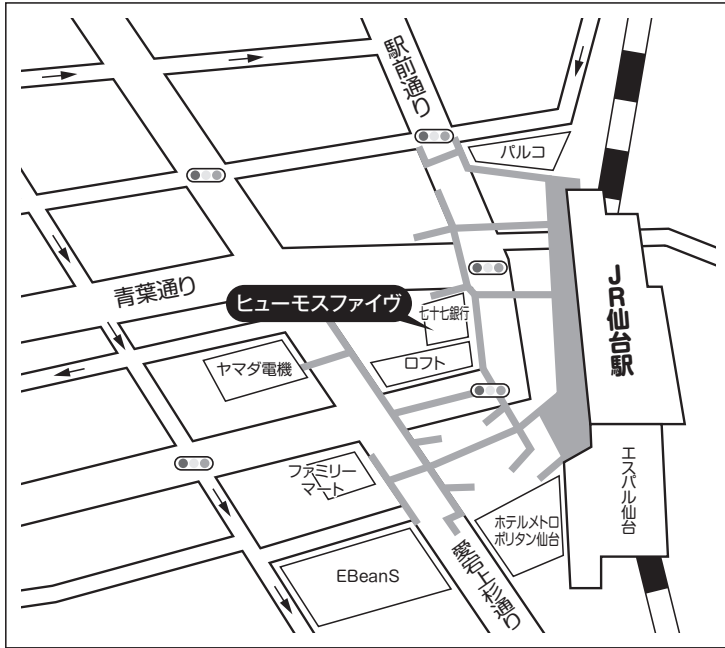 駅前通り
パルコ
青葉通り
ヒューモスファイヴ
七十七銀行
JR仙台駅
ロフト
ヤマダ電機
エスパル仙台
ファミリー
マート
ホテルメトロ
ポリタン仙台
EBeanS
愛宕上杉通り